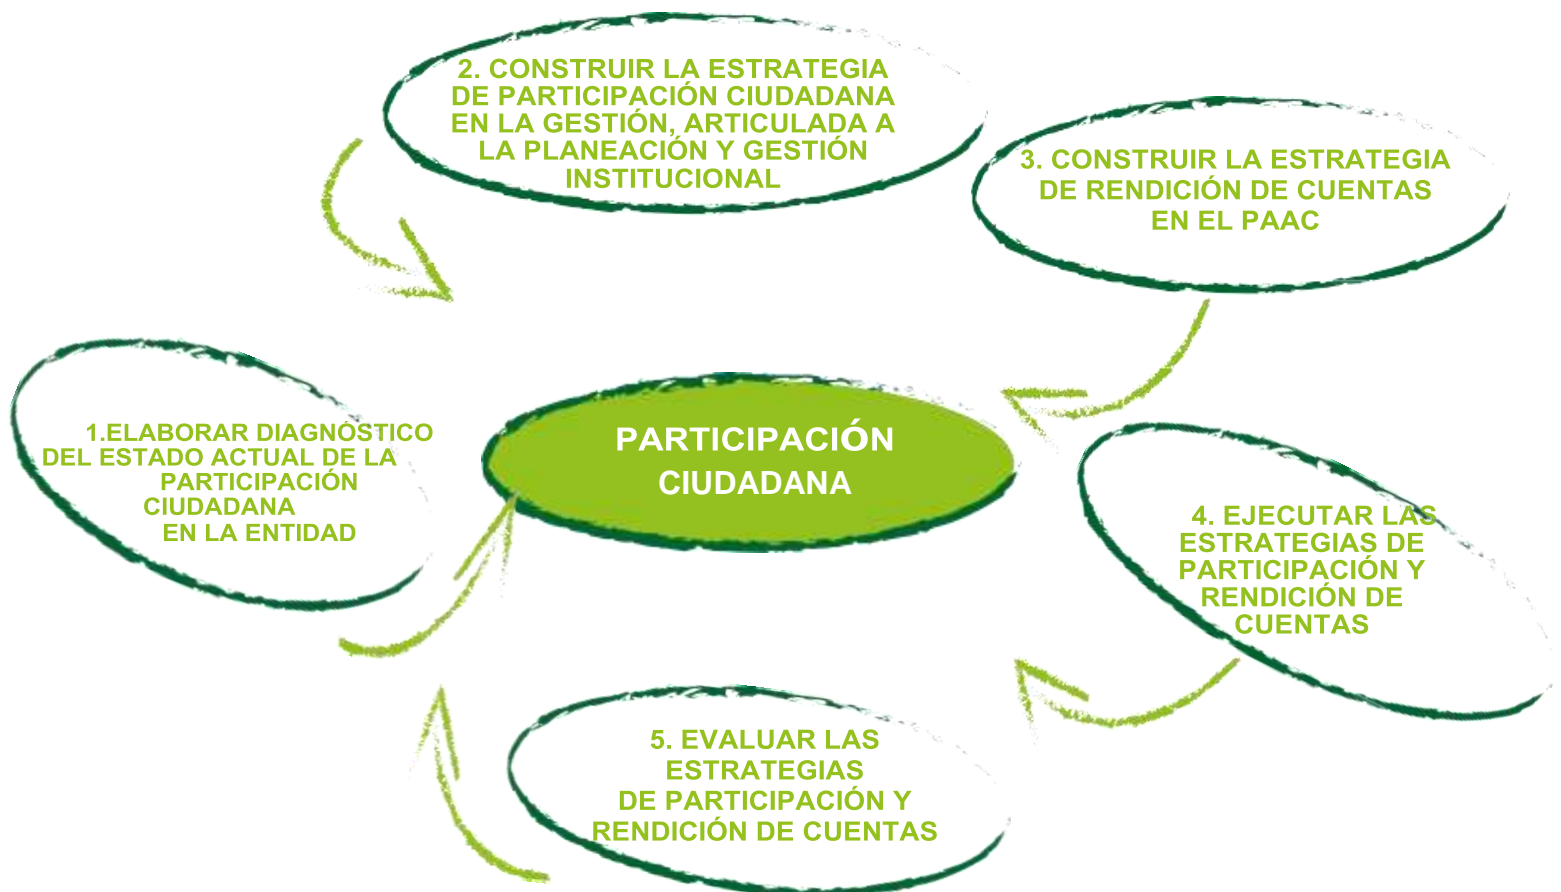 2. CONSTRUIR LA ESTRATEGIA
DE PARTICIPACIÓN CIUDADANA
EN LA GESTIÓN, ARTICULADA A
LA PLANEACIÓN Y GESTIÓN
INSTITUCIONAL
3. CONSTRUIR LA ESTRATEGIA
DE RENDICIÓN DE CUENTAS
EN EL PAAC
1.ELABORAR DIAGNÓSTICO
DEL ESTADO ACTUAL DE LA
PARTICIPACIÓN
CIUDADANA
EN LA ENTIDAD
PARTICIPACIÓN
CIUDADANA
4. EJECUTAR LAS
ESTRATEGIAS DE
PARTICIPACIÓN Y
RENDICIÓN DE
CUENTAS
5. EVALUAR LAS
ESTRATEGIAS
DE PARTICIPACIÓN Y
RENDICIÓN DE CUENTAS